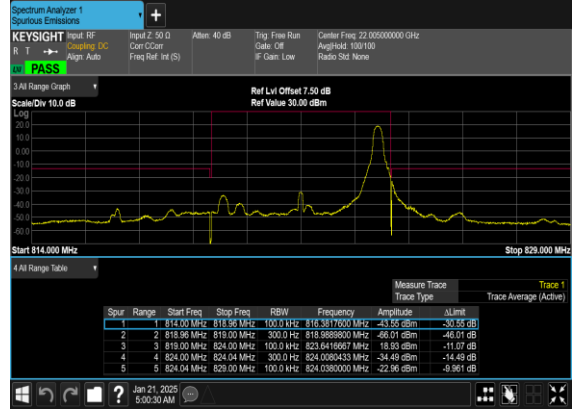 Spectrum Analyzer 1
Spurious Emissions
KEYSIGHT Input: RF Input Z: 50 Ω Atten: 40 dB Trig: Free Run Center Freq: 22.005000000 GHz
R T Coupling: DC Corr CCorr Gate: Off Avg|Hold: 100/100
Align: Auto Freq Ref: Int (S) IF Gain: Low Radio Std: None
PASS
3 All Range Graph
Ref Lvl Offset 7.50 dB
Scale/Div 10.0 dB Ref Value 30.00 dBm
Log
20.0
10.0
0.00
-10.0
-20.0
-30.0
-40.0
-50.0
-60.0
Start 814.000 MHz Stop 829.000 MHz
4 All Range Table
Measure Trace Trace 1
Trace Type Trace Average (Active)
Spur Range Start Freq Stop Freq RBW Frequency Amplitude ΔLimit
1 1 814.00 MHz 818.96 MHz 100.0 kHz 816.3817600 MHz -43.55 dBm -30.55 dB
2 2 818.96 MHz 819.00 MHz 300.0 Hz 818.9889800 MHz -66.01 dBm -46.01 dB
3 3 819.00 MHz 824.00 MHz 100.0 kHz 823.6416667 MHz 18.93 dBm -11.07 dB
4 4 824.00 MHz 824.04 MHz 300.0 Hz 824.0080433 MHz -34.49 dBm -14.49 dB
5 5 824.04 MHz 829.00 MHz 100.0 kHz 824.0380000 MHz -22.96 dBm -9.961 dB
?
Jan 21, 2025
5:00:30 AM